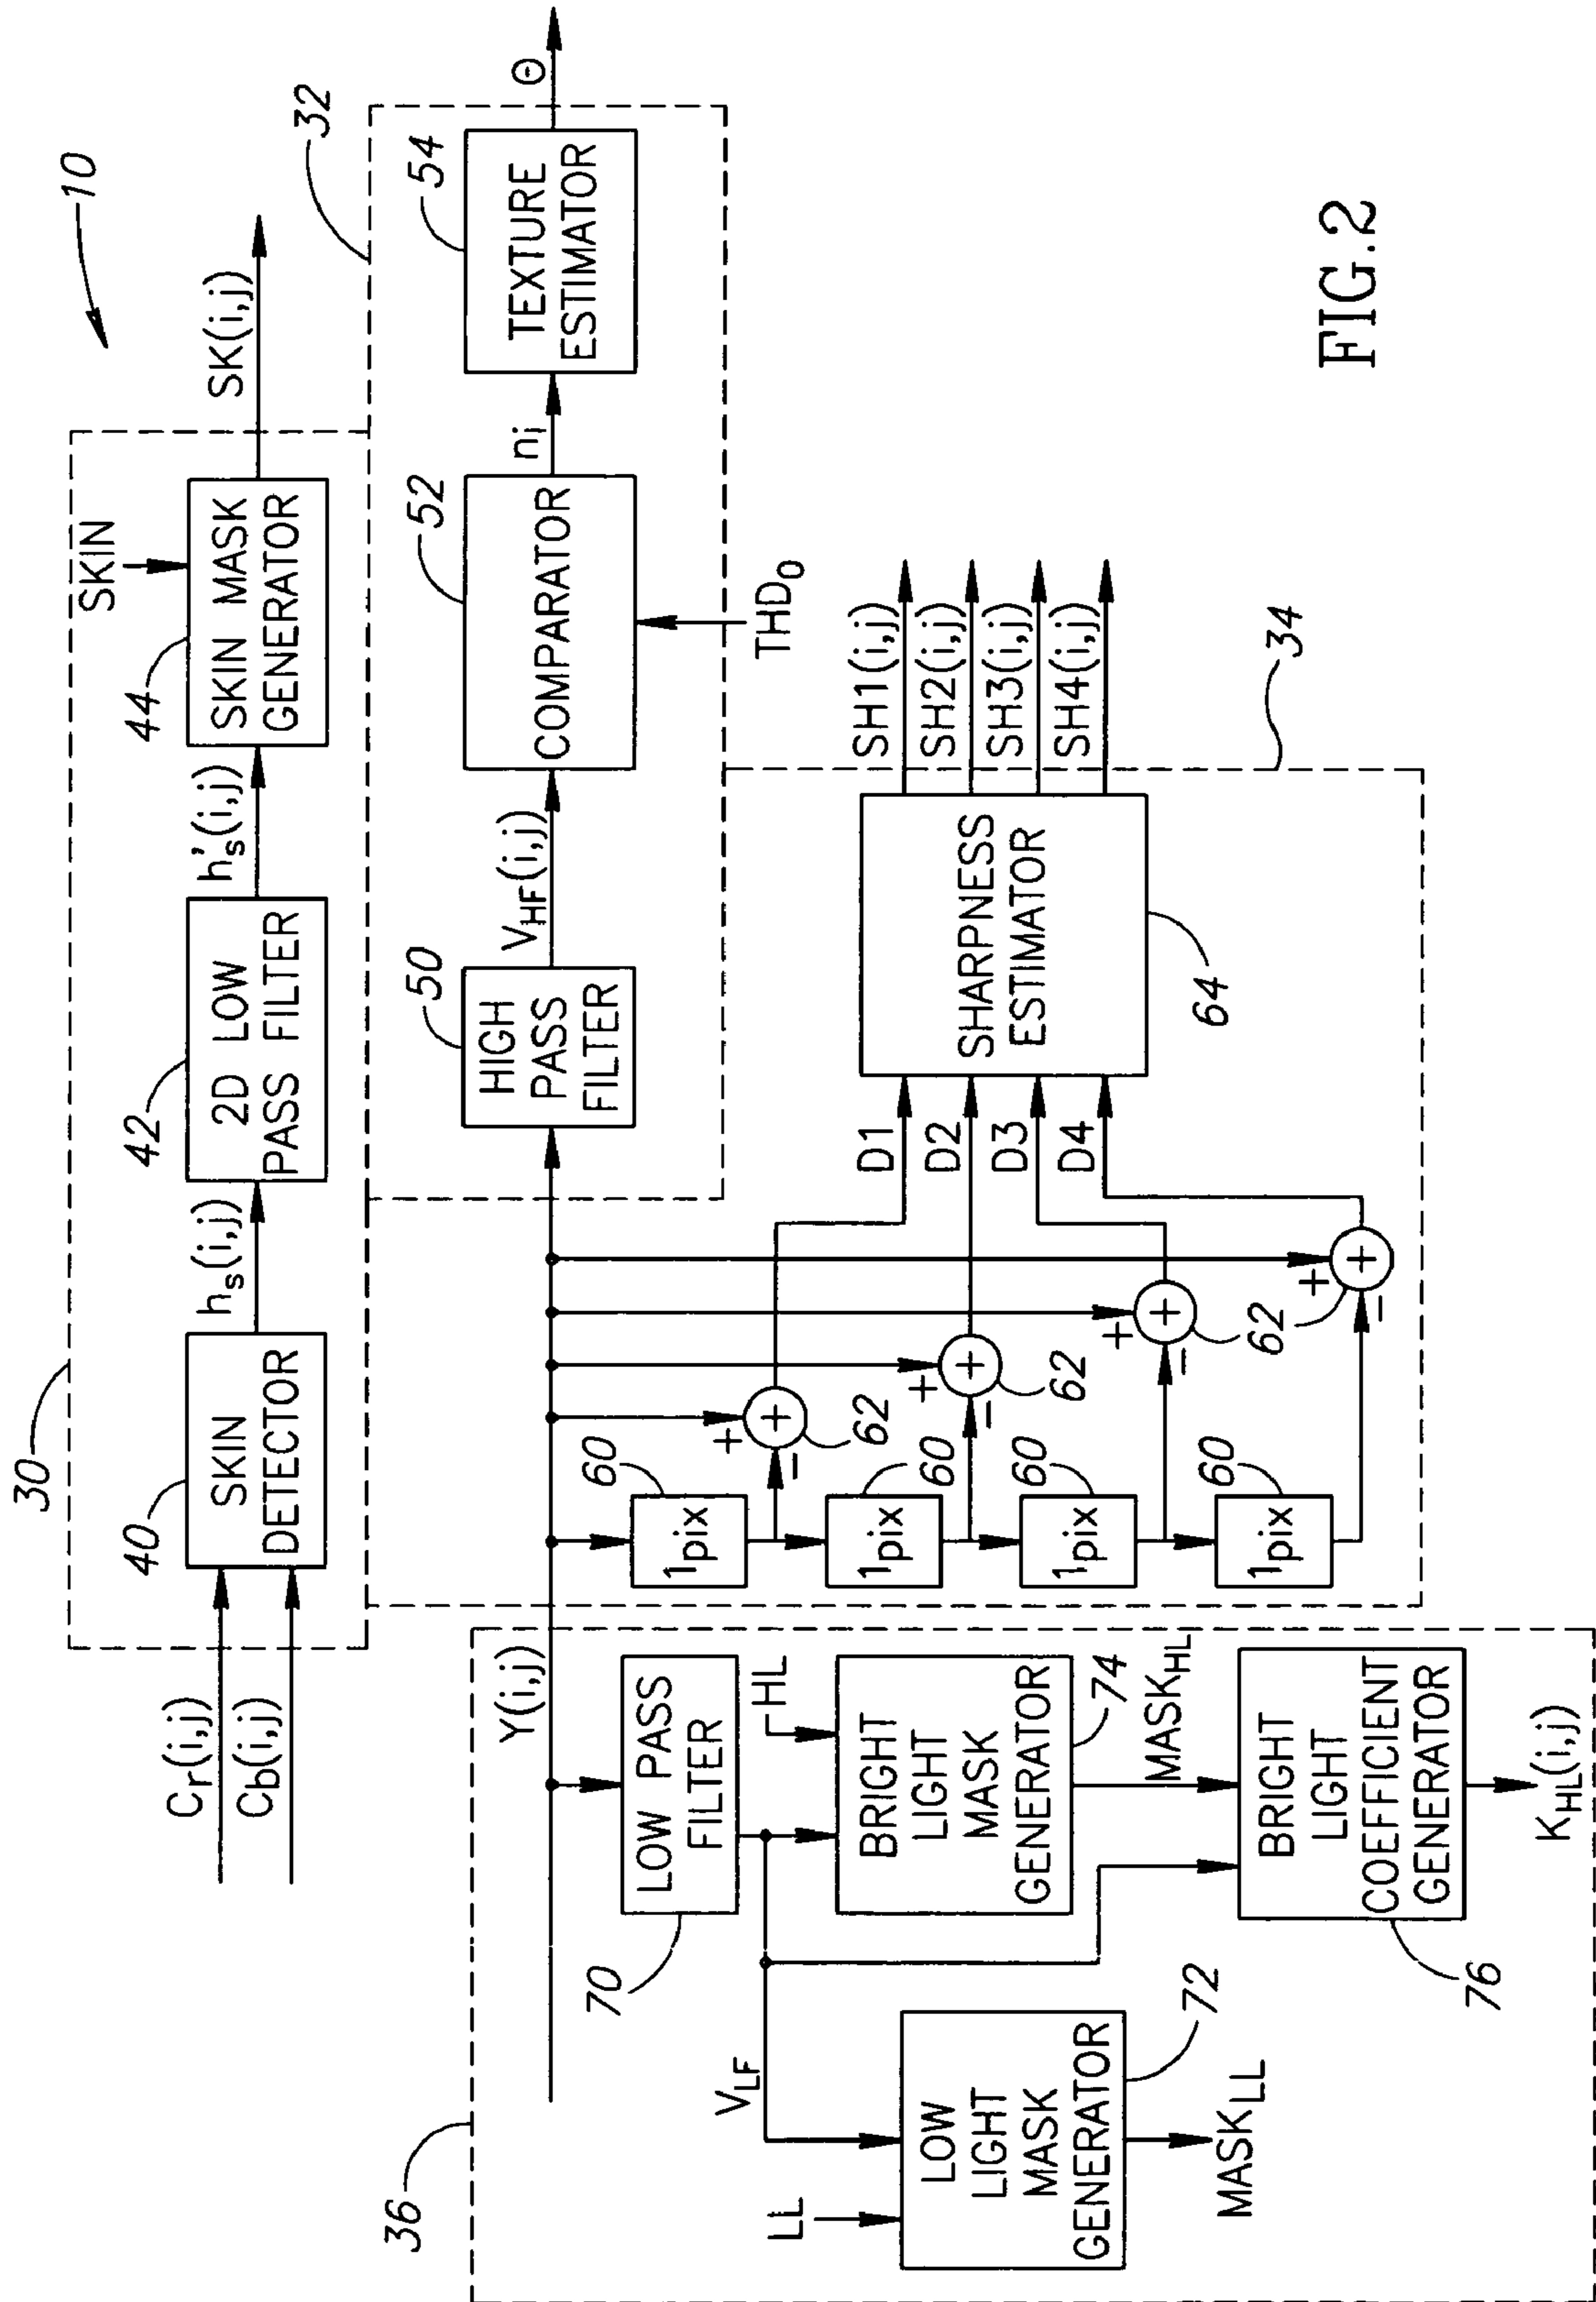 10
30
Cr(i,j)
Cb(i,j)
40
SKIN
DETECTOR
hs(i,j)
42
2D LOW
PASS FILTER
h's(i,j)
44
SKIN
SKIN MASK
GENERATOR
SK(i,j)
32
Y(i,j)
50
HIGH
PASS
FILTER
VHF(i,j)
52
COMPARATOR
THD0
ni
54
TEXTURE
ESTIMATOR
Θ
34
60
1pix
60
1pix
60
1pix
60
1pix
+
+
−
62
+
+
−
62
+
+
−
62
+
+
−
D1
D2
D3
D4
SHARPNESS
ESTIMATOR
64
SH1(i,j)
SH2(i,j)
SH3(i,j)
SH4(i,j)
36
LOW PASS
FILTER
70
VLF
LL
LOW
LIGHT
MASK
GENERATOR
72
MASKLL
HL
BRIGHT
LIGHT
MASK
GENERATOR
74
MASKHL
BRIGHT
LIGHT
COEFFICIENT
GENERATOR
76
KHL(i,j)
FIG.2